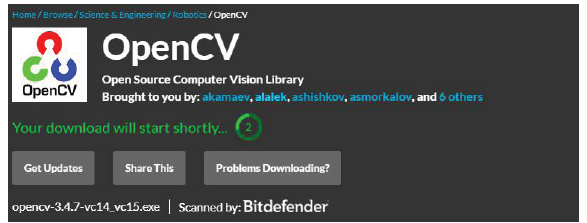 Home / Browse / Science & Engineering / Robotics / OpenCV
OpenCV
OpenCV
Open Source Computer Vision Library
Brought to you by: akamaev, alalek, ashishkov, asmorkalov, and 6 others
Your download will start shortly... 2
Get Updates
Share This
Problems Downloading?
opencv-3.4.7-vc14_vc15.exe | Scanned by: Bitdefender